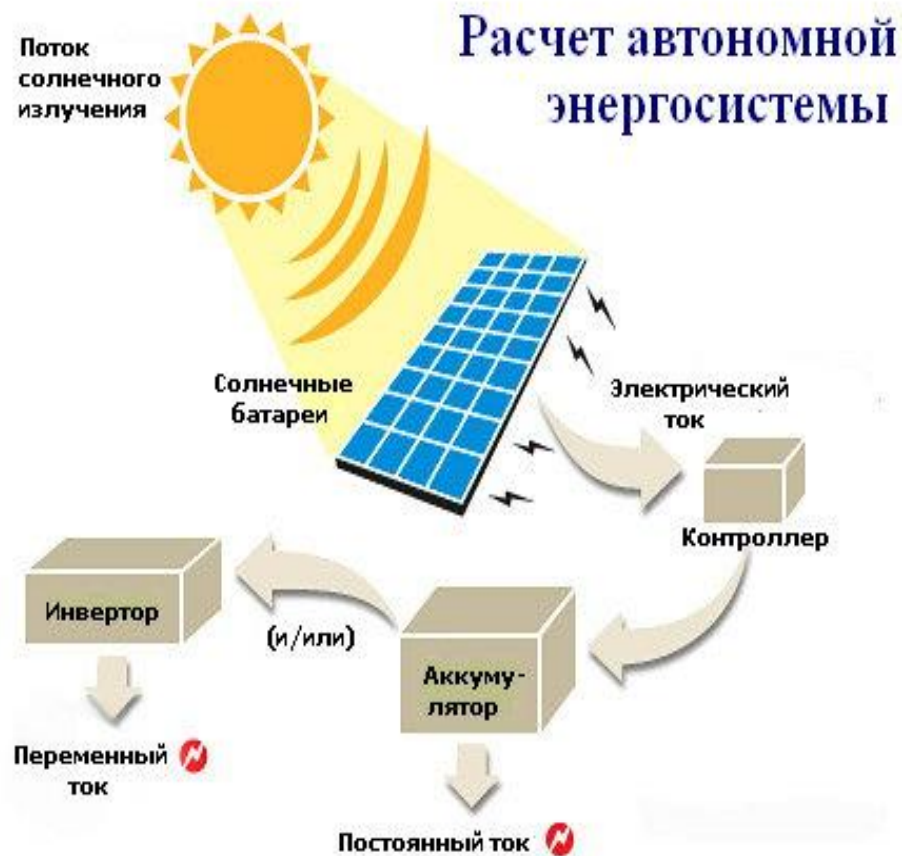 Расчет автономной
энергосистемы
Поток
солнечного
излучения
Солнечные
батареи
Электрический
ток
Контроллер
Инвертор
(и/или)
Аккуму-
лятор
Переменный
ток
Постоянный ток